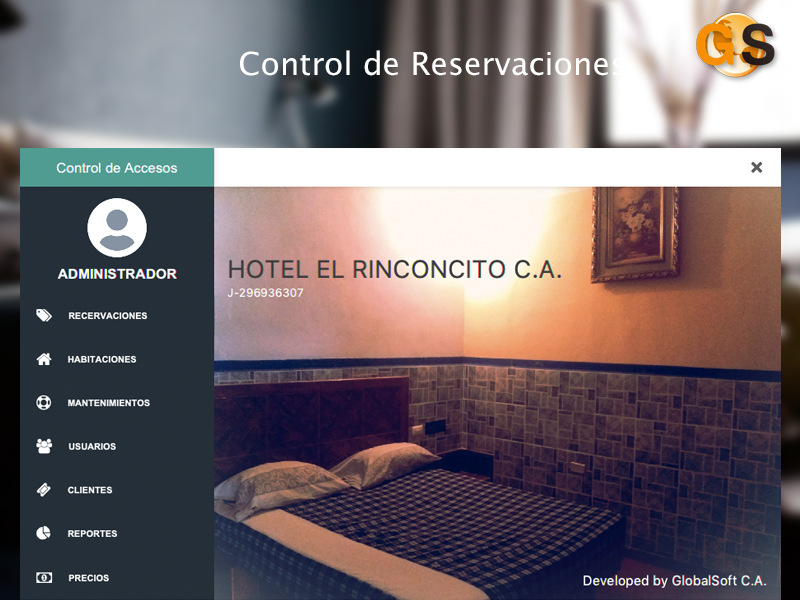 GS
Control de Reservaciones
Control de Accesos
ADMINISTRADOR
RECERVACIONES
HABITACIONES
MANTENIMIENTOS
USUARIOS
CLIENTES
REPORTES
PRECIOS
HOTEL EL RINCONCITO C.A.
J-296936307
Developed by GlobalSoft C.A.